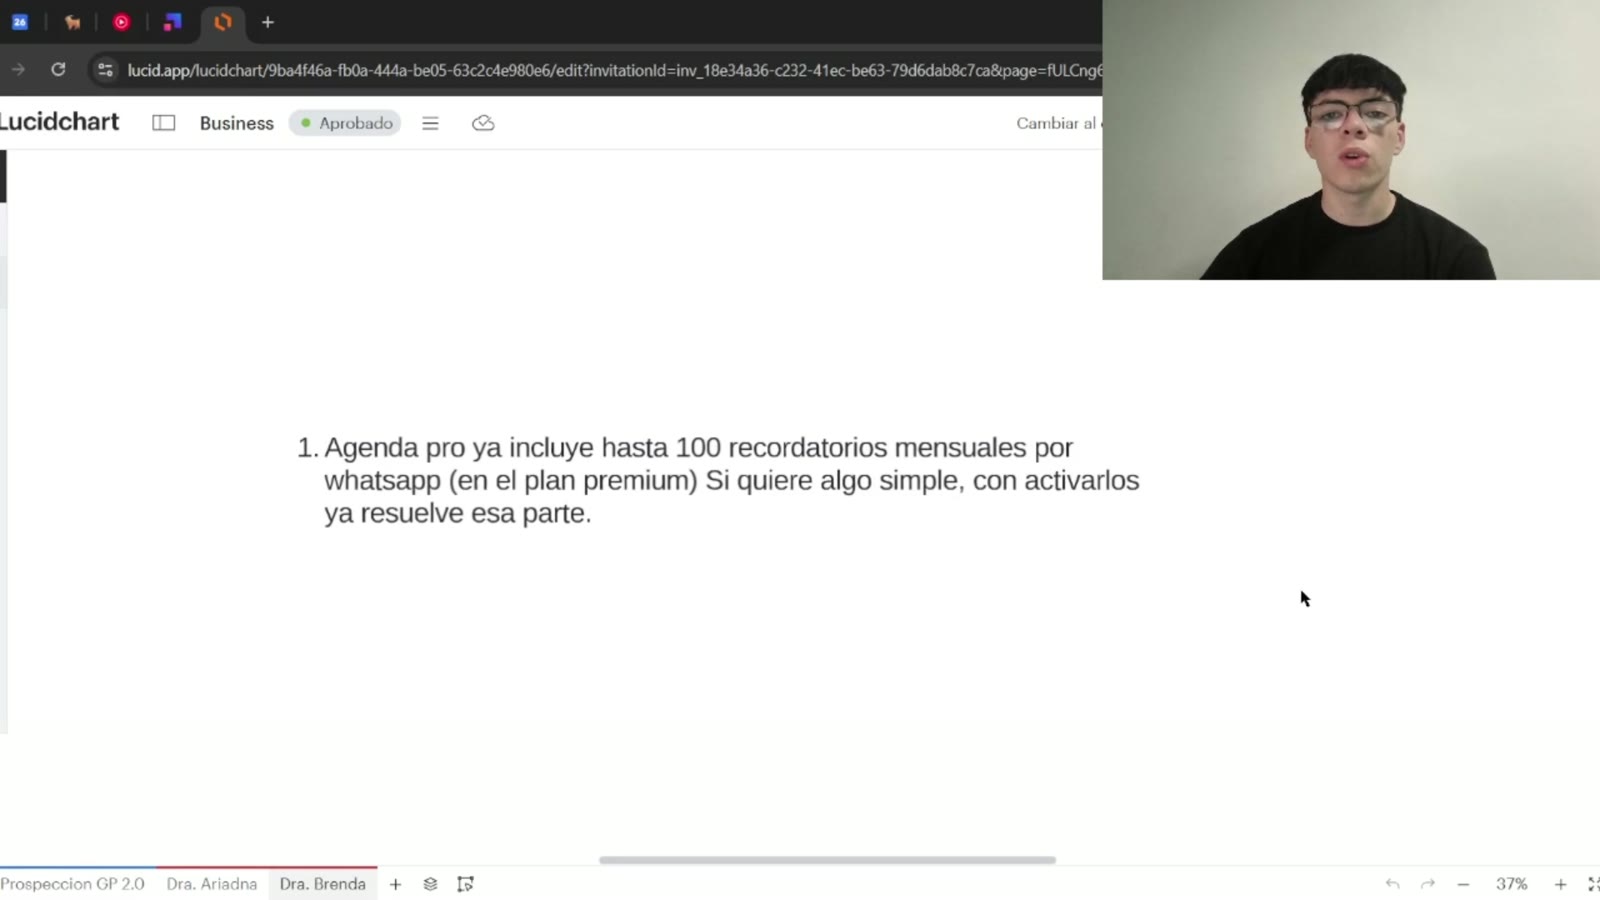 26
lucid.app/lucidchart/9ba4f46a-fb0a-444a-be05-63c2c4e980e6/edit?invitationId=inv_18e34a36-c232-41ec-be63-79d6dab8c7ca&page=fULCng6
Lucidchart
Business
Aprobado
Cambiar al
1. Agenda pro ya incluye hasta 100 recordatorios mensuales por
whatsapp (en el plan premium) Si quiere algo simple, con activarlos
ya resuelve esa parte.
Prospeccion GP 2.0
Dra. Ariadna
Dra. Brenda
37%